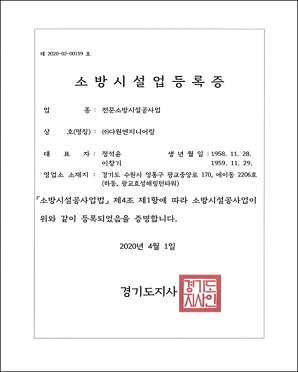 제 2020-02-00159 호
소 방 시 설 업 등 록 증
업 종 : 전문소방시설공사업
상 호(명칭) : ㈜다원엔지니어링
대 표 자 : 정석윤 생 년 월 일 : 1958. 11. 28.
이창기 1959. 11. 29.
영업소 소재지 : 경기도 수원시 영통구 광교중앙로 170, 에이동 2206호
(하동, 광교효성해링턴타워)
「소방시설공사업법」 제4조 제1항에 따라 소방시설공사업이
위와 같이 등록되었음을 증명합니다.
2020년 4월 1일
경기도지사
경기도
지사인